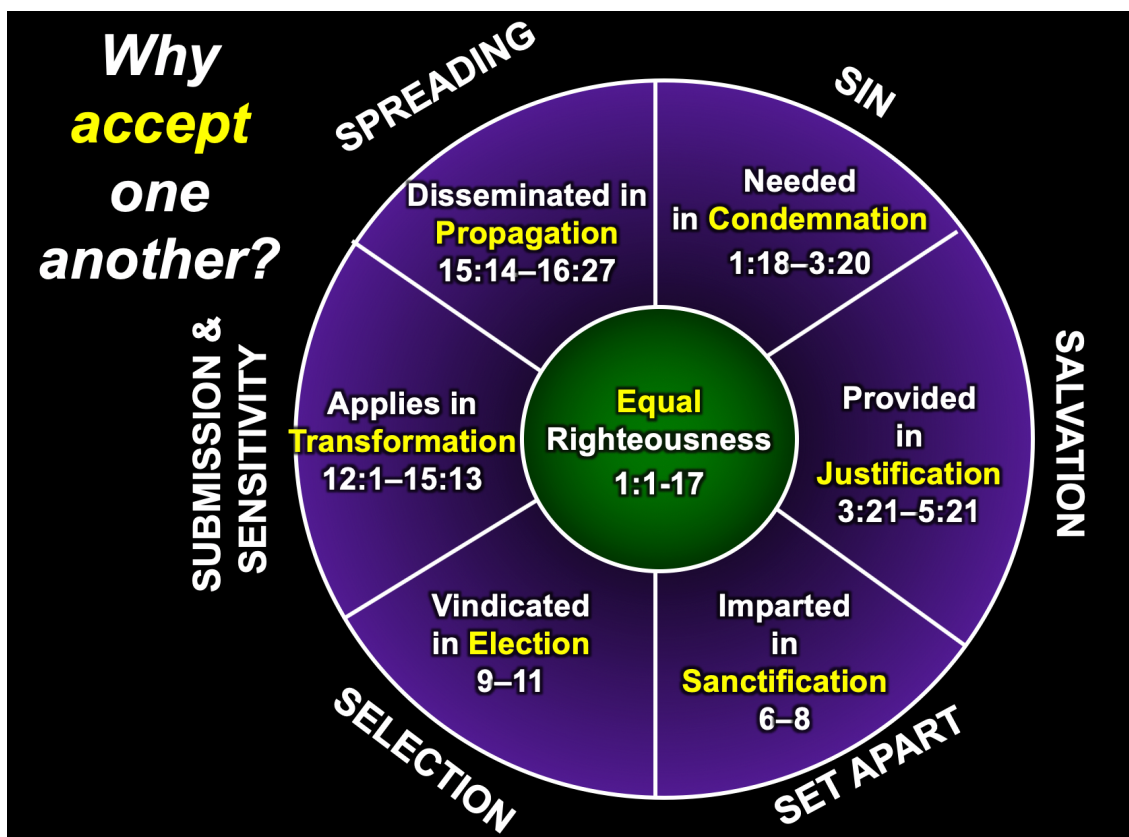 Why
accept
one
another?
SIN
Needed
in Condemnation
1:18–3:20
SALVATION
Provided
in
Justification
3:21–5:21
SET APART
Imparted
in
Sanctification
6–8
SELECTION
Vindicated
in Election
9–11
SUBMISSION &
SENSITIVITY
Applies in
Transformation
12:1–15:13
SPREADING
Disseminated in
Propagation
15:14–16:27
Equal
Righteousness
1:1-17